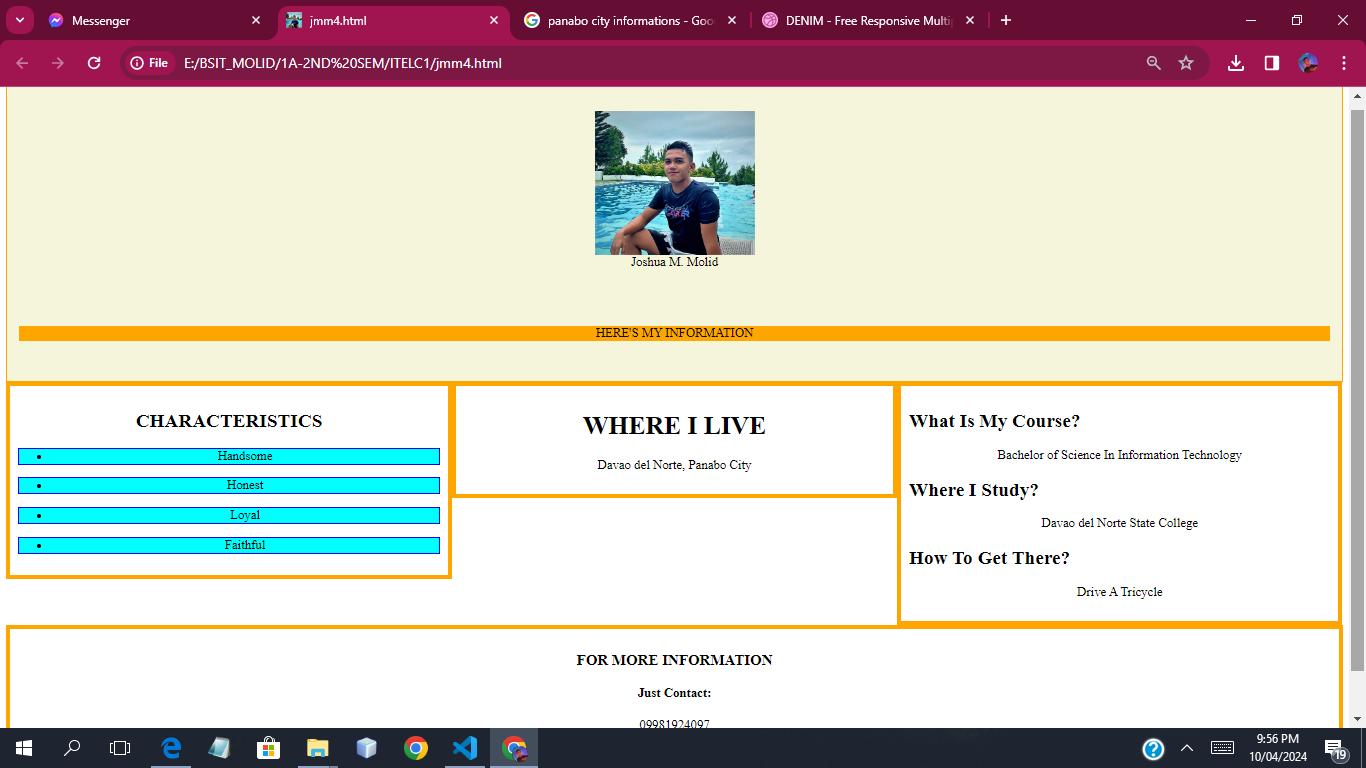 Messenger
jmm4.html
panabo city informations - Goo
DENIM - Free Responsive Multip
File
E:/BSIT_MOLID/1A-2ND%20SEM/ITELC1/jmm4.html
Joshua M. Molid
HERE'S MY INFORMATION
CHARACTERISTICS
Handsome
Honest
Loyal
Faithful
WHERE I LIVE
Davao del Norte, Panabo City
What Is My Course?
Bachelor of Science In Information Technology
Where I Study?
Davao del Norte State College
How To Get There?
Drive A Tricycle
FOR MORE INFORMATION
Just Contact:
09981924097
9:56 PM
10/04/2024
19